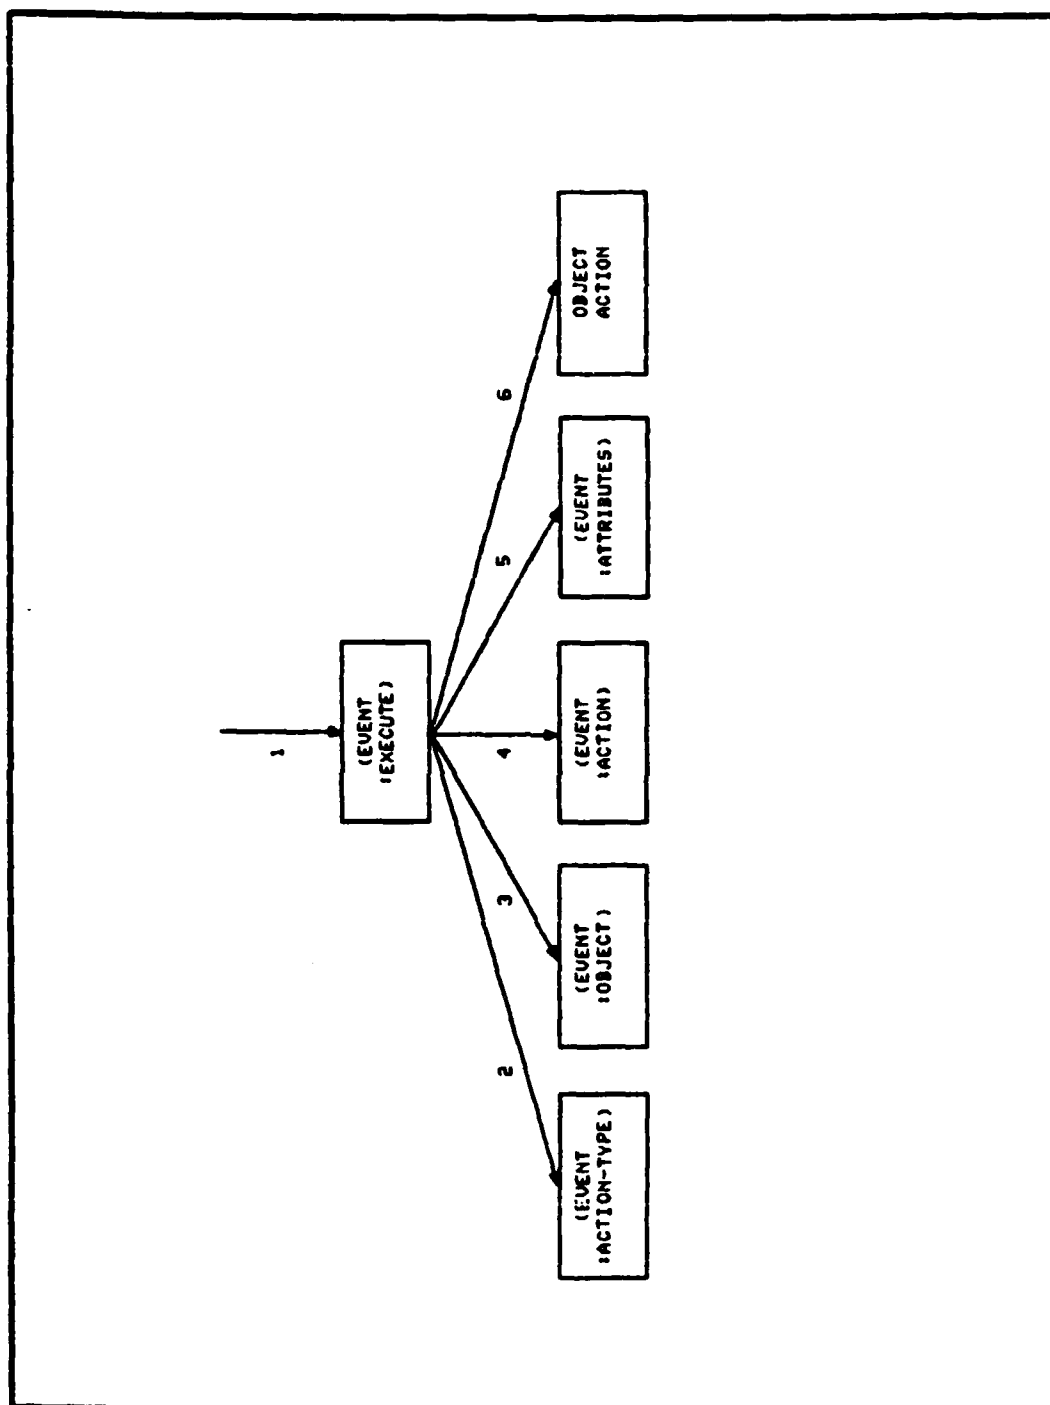 1
(EVENT
:EXECUTE)
2
3
4
5
6
(EVENT
:ACTION-TYPE)
(EVENT
:OBJECT)
(EVENT
:ACTION)
(EVENT
:ATTRIBUTES)
OBJECT
ACTION